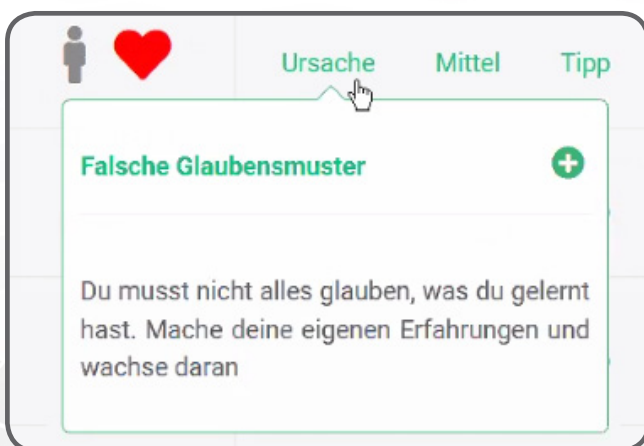 Ursache Mittel Tipp
Falsche Glaubensmuster
Du musst nicht alles glauben, was du gelernt
hast. Mache deine eigenen Erfahrungen und
wachse daran